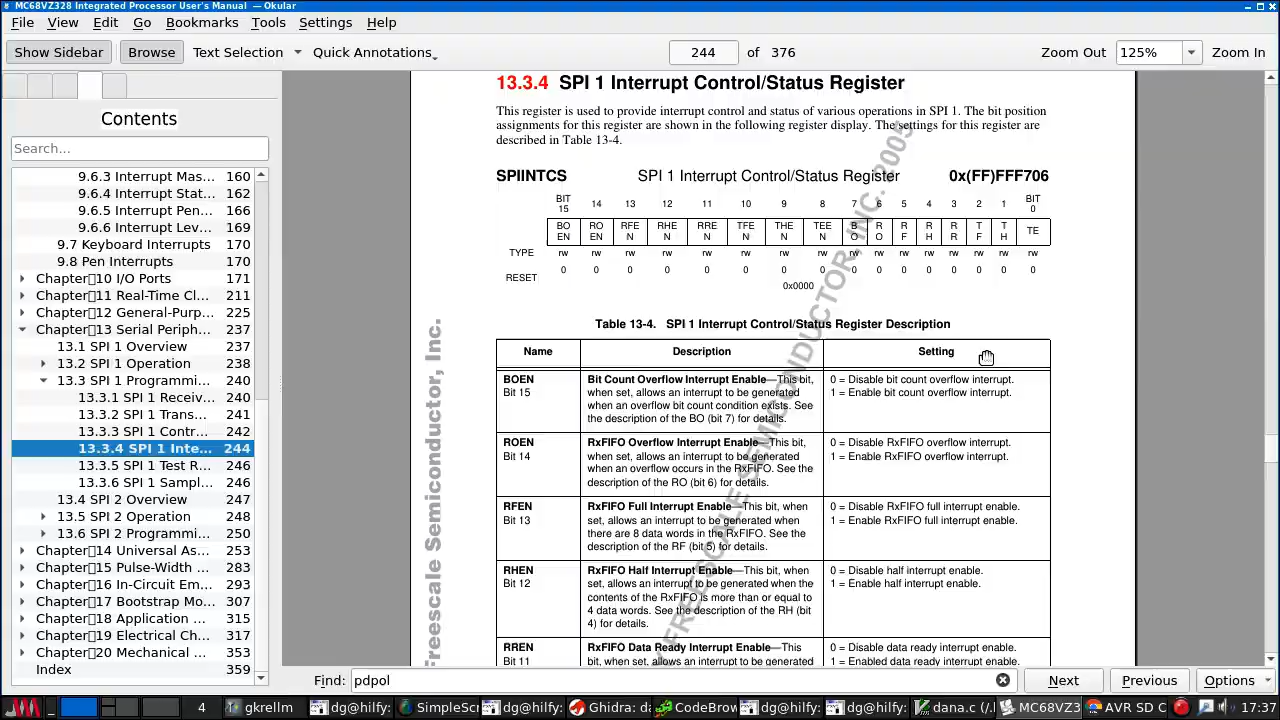 MC68VZ328 Integrated Processor User's Manual — Okular
File View Edit Go Bookmarks Tools Settings Help
Show Sidebar Browse Text Selection Quick Annotations 244 of 376 Zoom Out 125% Zoom In
Contents
Search...
9.6.3 Interrupt Mas... 160
9.6.4 Interrupt Stat... 162
9.6.5 Interrupt Pen... 166
9.6.6 Interrupt Lev... 169
9.7 Keyboard Interrupts 170
9.8 Pen Interrupts 170
Chapter 10 I/O Ports 171
Chapter 11 Real-Time Cl... 211
Chapter 12 General-Purp... 225
Chapter 13 Serial Periph... 237
13.1 SPI 1 Overview 237
13.2 SPI 1 Operation 238
13.3 SPI 1 Programmi... 240
13.3.1 SPI 1 Receiv... 240
13.3.2 SPI 1 Trans... 241
13.3.3 SPI 1 Contr... 242
13.3.4 SPI 1 Inte... 244
13.3.5 SPI 1 Test R... 246
13.3.6 SPI 1 Sampl... 246
13.4 SPI 2 Overview 247
13.5 SPI 2 Operation 248
13.6 SPI 2 Programmi... 250
Chapter 14 Universal As... 253
Chapter 15 Pulse-Width ... 283
Chapter 16 In-Circuit Em... 293
Chapter 17 Bootstrap Mo... 307
Chapter 18 Application ... 315
Chapter 19 Electrical Ch... 317
Chapter 20 Mechanical ... 353
Index 359
13.3.4 SPI 1 Interrupt Control/Status Register
This register is used to provide interrupt control and status of various operations in SPI 1. The bit position
assignments for this register are shown in the following register display. The settings for this register are
described in Table 13-4.
SPIINTCS SPI 1 Interrupt Control/Status Register 0x(FF)FFF706
BIT 15 14 13 12 11 10 9 8 7 6 5 4 3 2 1 BIT 0
BO EN RO EN RFE N RHE N RRE N TFE N THE N TEE N B O R O R F R H R R T F T H TE
TYPE rw rw rw rw rw rw rw rw rw rw rw rw rw rw rw rw
0 0 0 0 0 0 0 0 0 0 0 0 0 0 0 0
RESET
0x0000
Table 13-4. SPI 1 Interrupt Control/Status Register Description
Name Description Setting
BOEN Bit Count Overflow Interrupt Enable—This bit, 0 = Disable bit count overflow interrupt.
Bit 15 when set, allows an interrupt to be generated 1 = Enable bit count overflow interrupt.
when an overflow bit count condition exists. See
the description of the BO (bit 7) for details.
ROEN RxFIFO Overflow Interrupt Enable—This bit, 0 = Disable RxFIFO overflow interrupt.
Bit 14 when set, allows an interrupt to be generated 1 = Enable RxFIFO overflow interrupt.
when an overflow occurs in the RxFIFO. See the
description of the RO (bit 6) for details.
RFEN RxFIFO Full Interrupt Enable—This bit, when 0 = Disable RxFIFO full interrupt enable.
Bit 13 set, allows an interrupt to be generated when 1 = Enable RxFIFO full interrupt enable.
there are 8 data words in the RxFIFO. See the
description of the RF (bit 5) for details.
RHEN RxFIFO Half Interrupt Enable—This bit, when 0 = Disable half interrupt enable.
Bit 12 set, allows an interrupt to be generated when the 1 = Enable half interrupt enable.
contents of the RxFIFO is more than or equal to
4 data words. See the description of the RH (bit
4) for details.
RREN RxFIFO Data Ready Interrupt Enable—This 0 = Disable data ready interrupt enable.
Bit 11 bit, when set, allows an interrupt to be generated 1 = Enabled data ready interrupt enable.
Freescale Semiconductor, Inc.
FREESCALE SEMICONDUCTOR, INC. 2005
Find: pdpol Next Previous Options
4 gkrellm dg@hilfy: SimpleSc dg@hilfy: Ghidra: da CodeBrow dg@hilfy: dg@hilfy: dana.c (/. MC68VZ3 AVR SD C 17:37